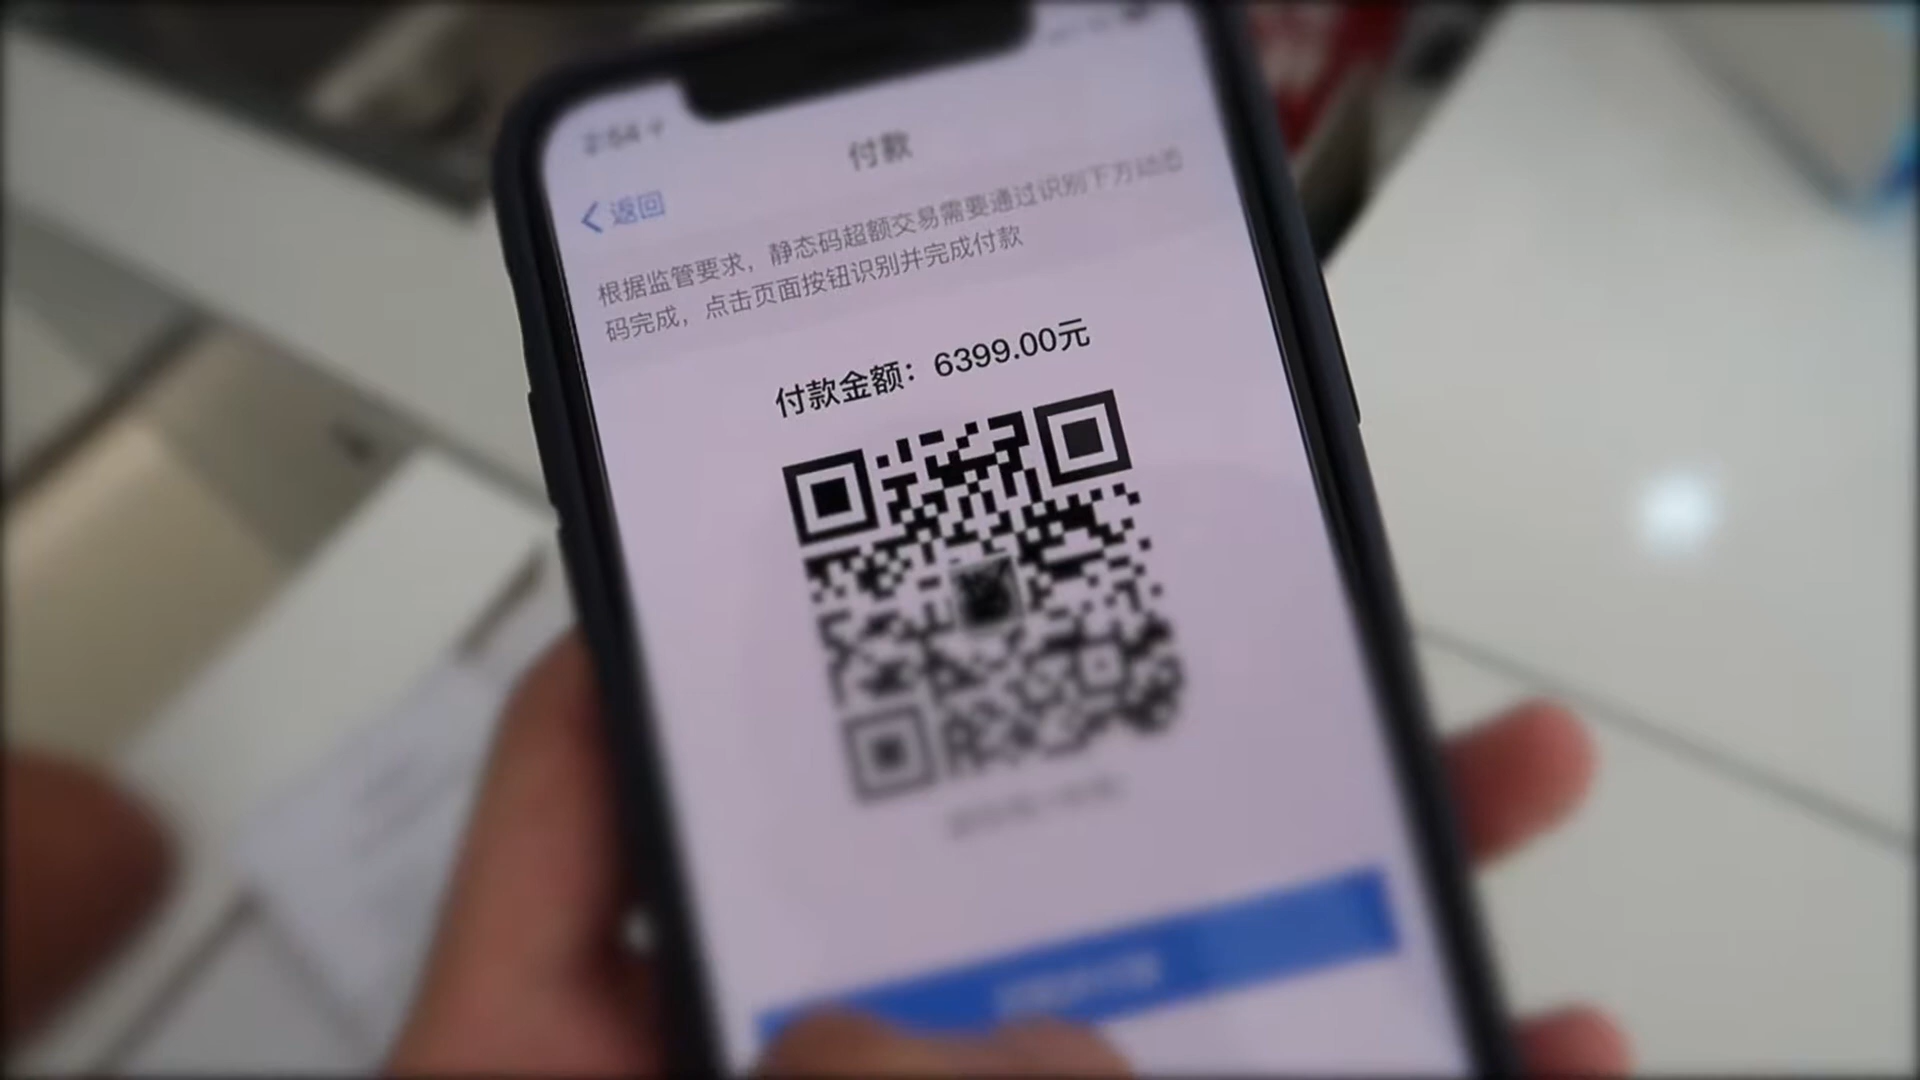 2:54
付款
返回
根据监管要求，静态码超额交易需要通过识别下方动态
码完成，点击页面按钮识别并完成付款
付款金额：6399.00元